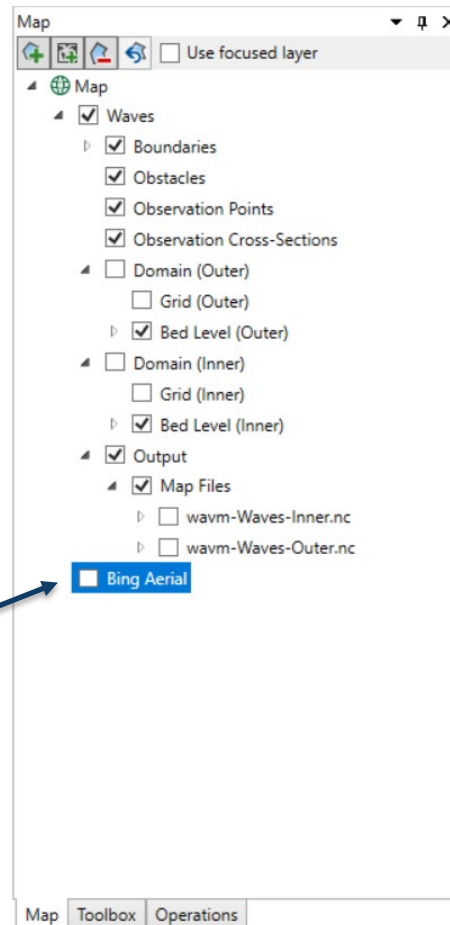 Map
Use focused layer
Map
Waves
Boundaries
Obstacles
Observation Points
Observation Cross-Sections
Domain (Outer)
Grid (Outer)
Bed Level (Outer)
Domain (Inner)
Grid (Inner)
Bed Level (Inner)
Output
Map Files
wavm-Waves-Inner.nc
wavm-Waves-Outer.nc
Bing Aerial
Map Toolbox Operations